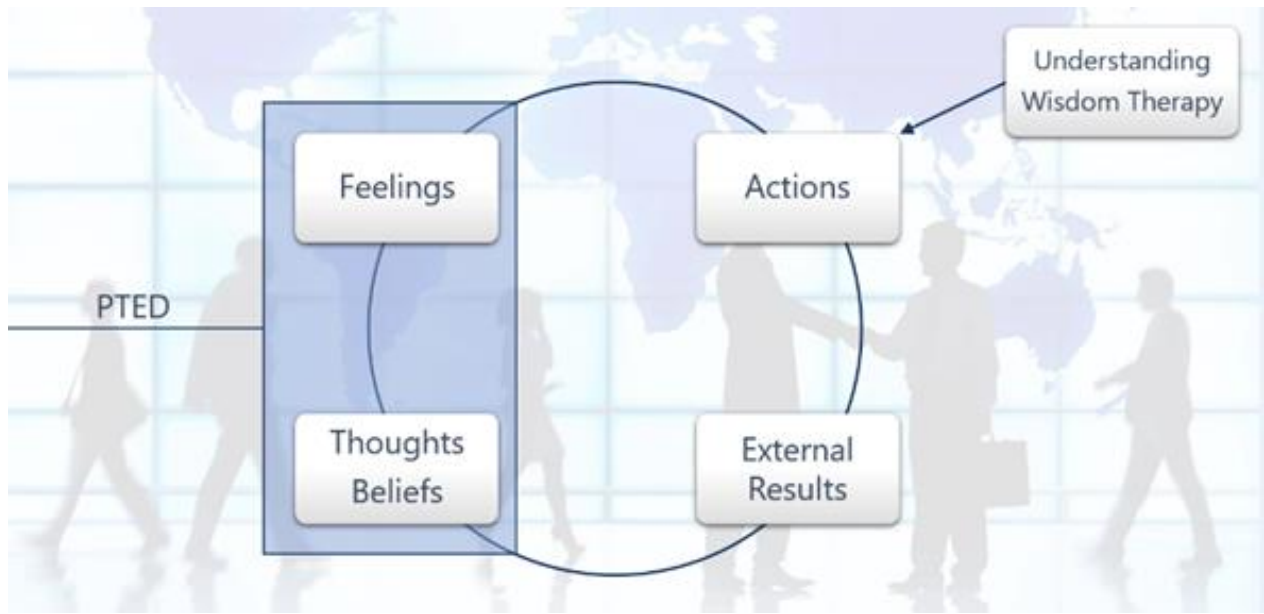 Understanding
Wisdom Therapy
Feelings
Actions
PTED
Thoughts
Beliefs
External
Results